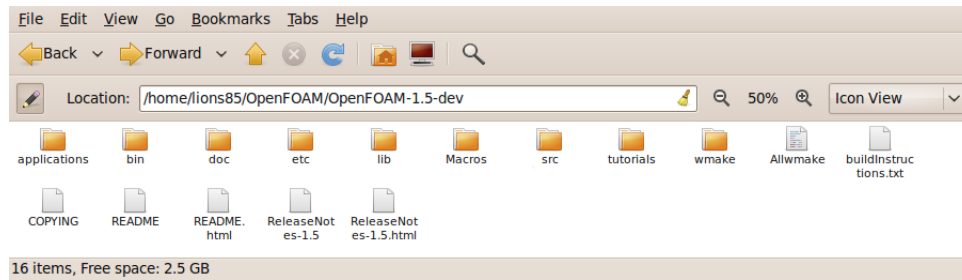 File Edit View Go Bookmarks Tabs Help
Back Forward
Location: /home/lions85/OpenFOAM/OpenFOAM-1.5-dev 50% Icon View
applications bin doc etc lib Macros src tutorials wmake Allwmake buildInstruc
tions.txt
COPYING README README. ReleaseNot ReleaseNot
html es-1.5 es-1.5.html
16 items, Free space: 2.5 GB